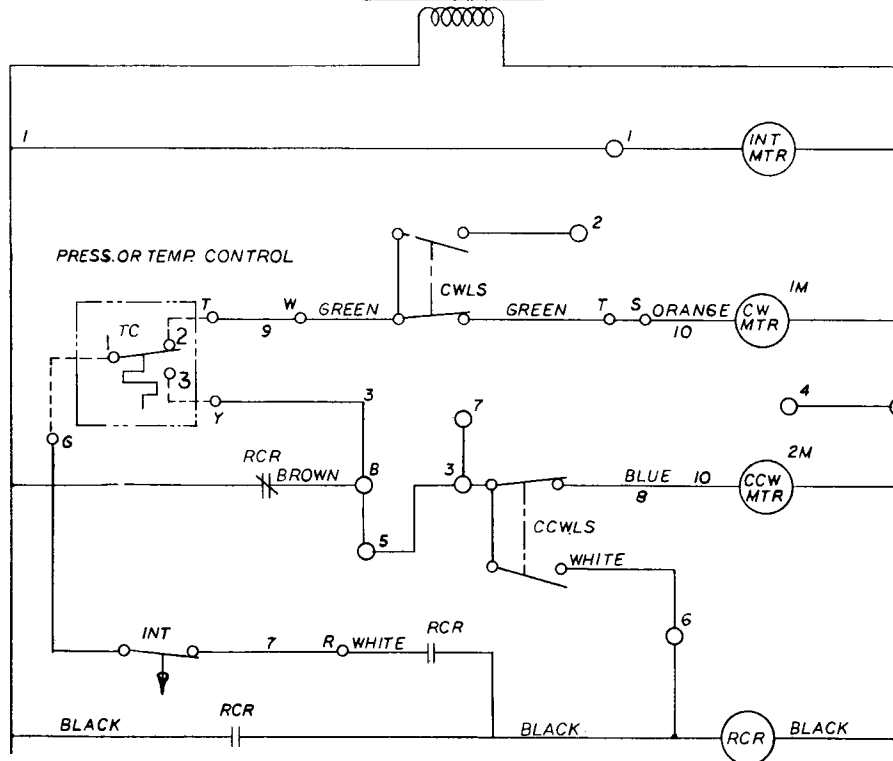 1
1
INT MTR
2
PRESS. OR TEMP. CONTROL
CWLS
1M
T
W
GREEN
GREEN
T
S
ORANGE
CW MTR
9
10
TC
2
3
3
Y
7
4
G
RCR
BROWN
B
3
BLUE
10
2M
CCW MTR
8
5
CCWLS
WHITE
6
INT
7
R
WHITE
RCR
BLACK
RCR
BLACK
RCR
BLACK